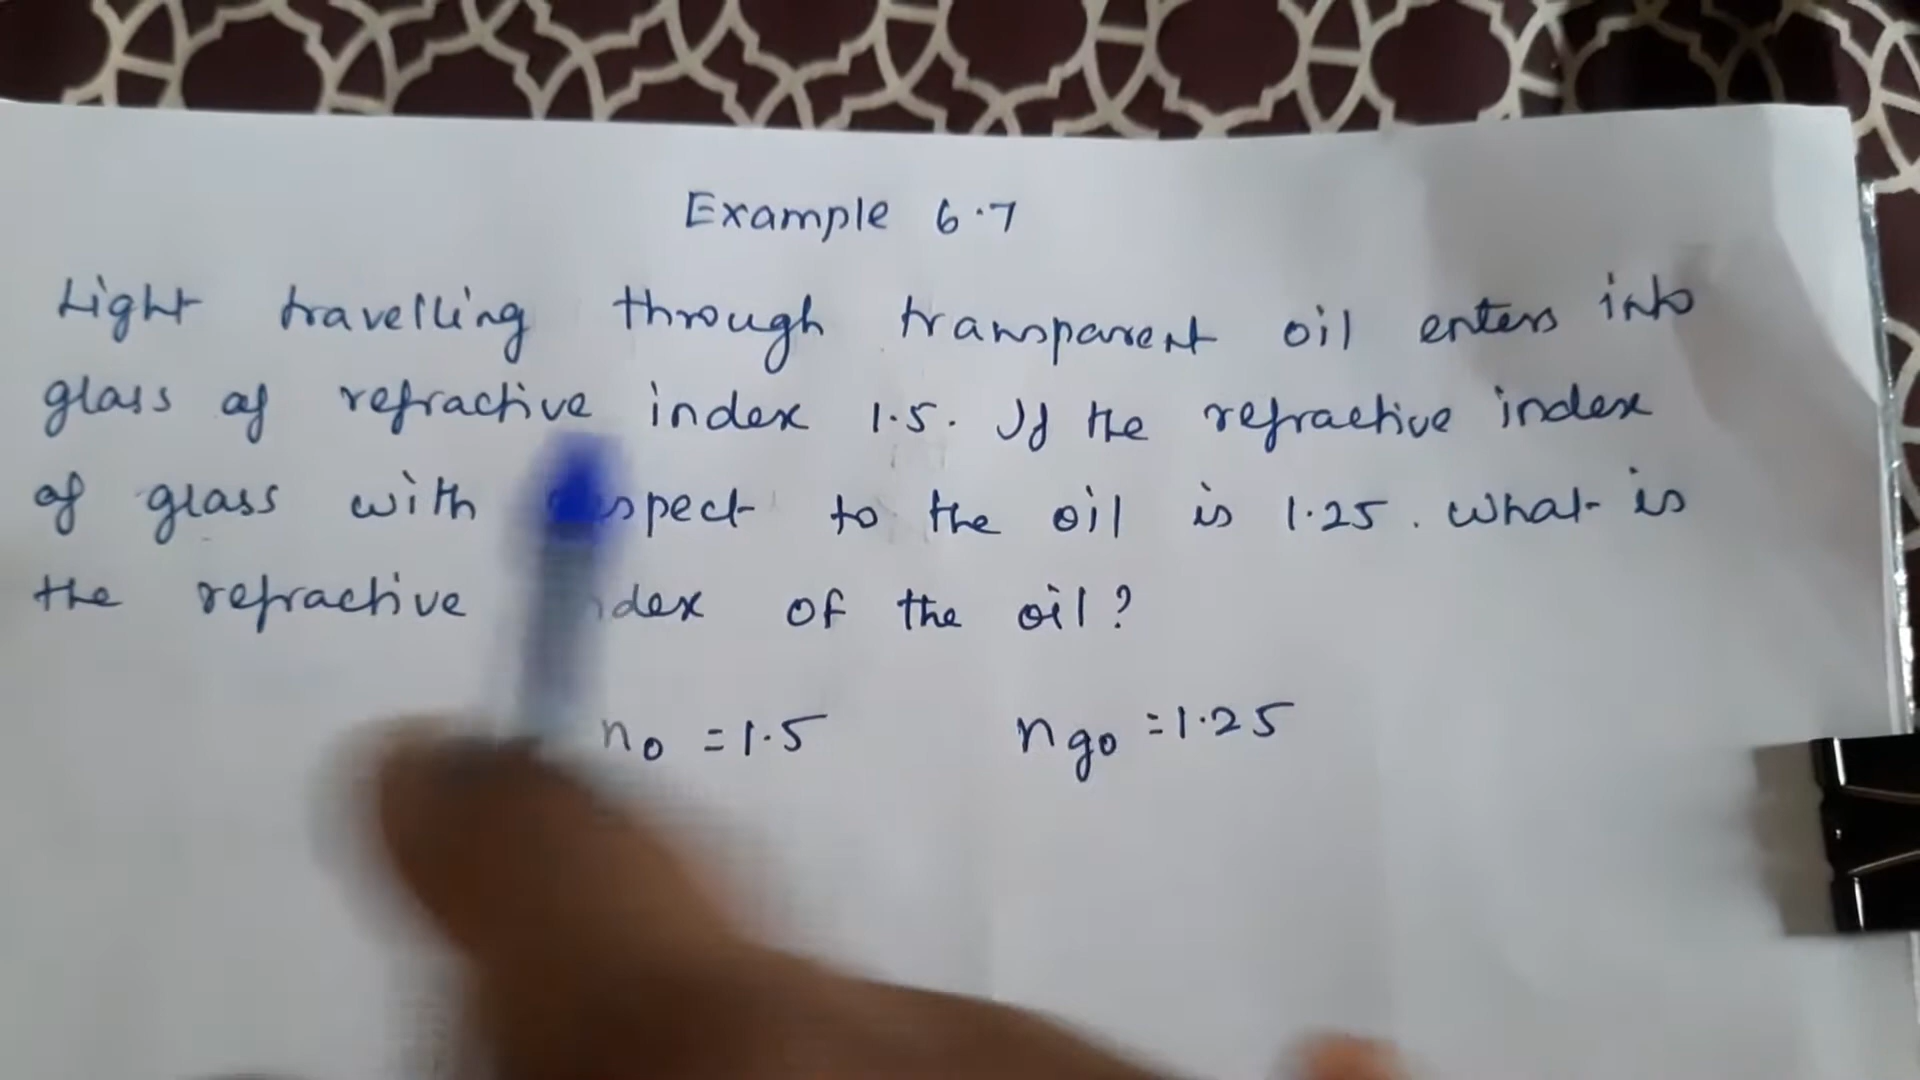 Example 6.7
Light travelling through transparent oil enters into
glass of refractive index 1.5. If the refractive index
of glass with to the oil is 1.25. What is
the refractive of the oil?
no = 1.5 ngo = 1.25